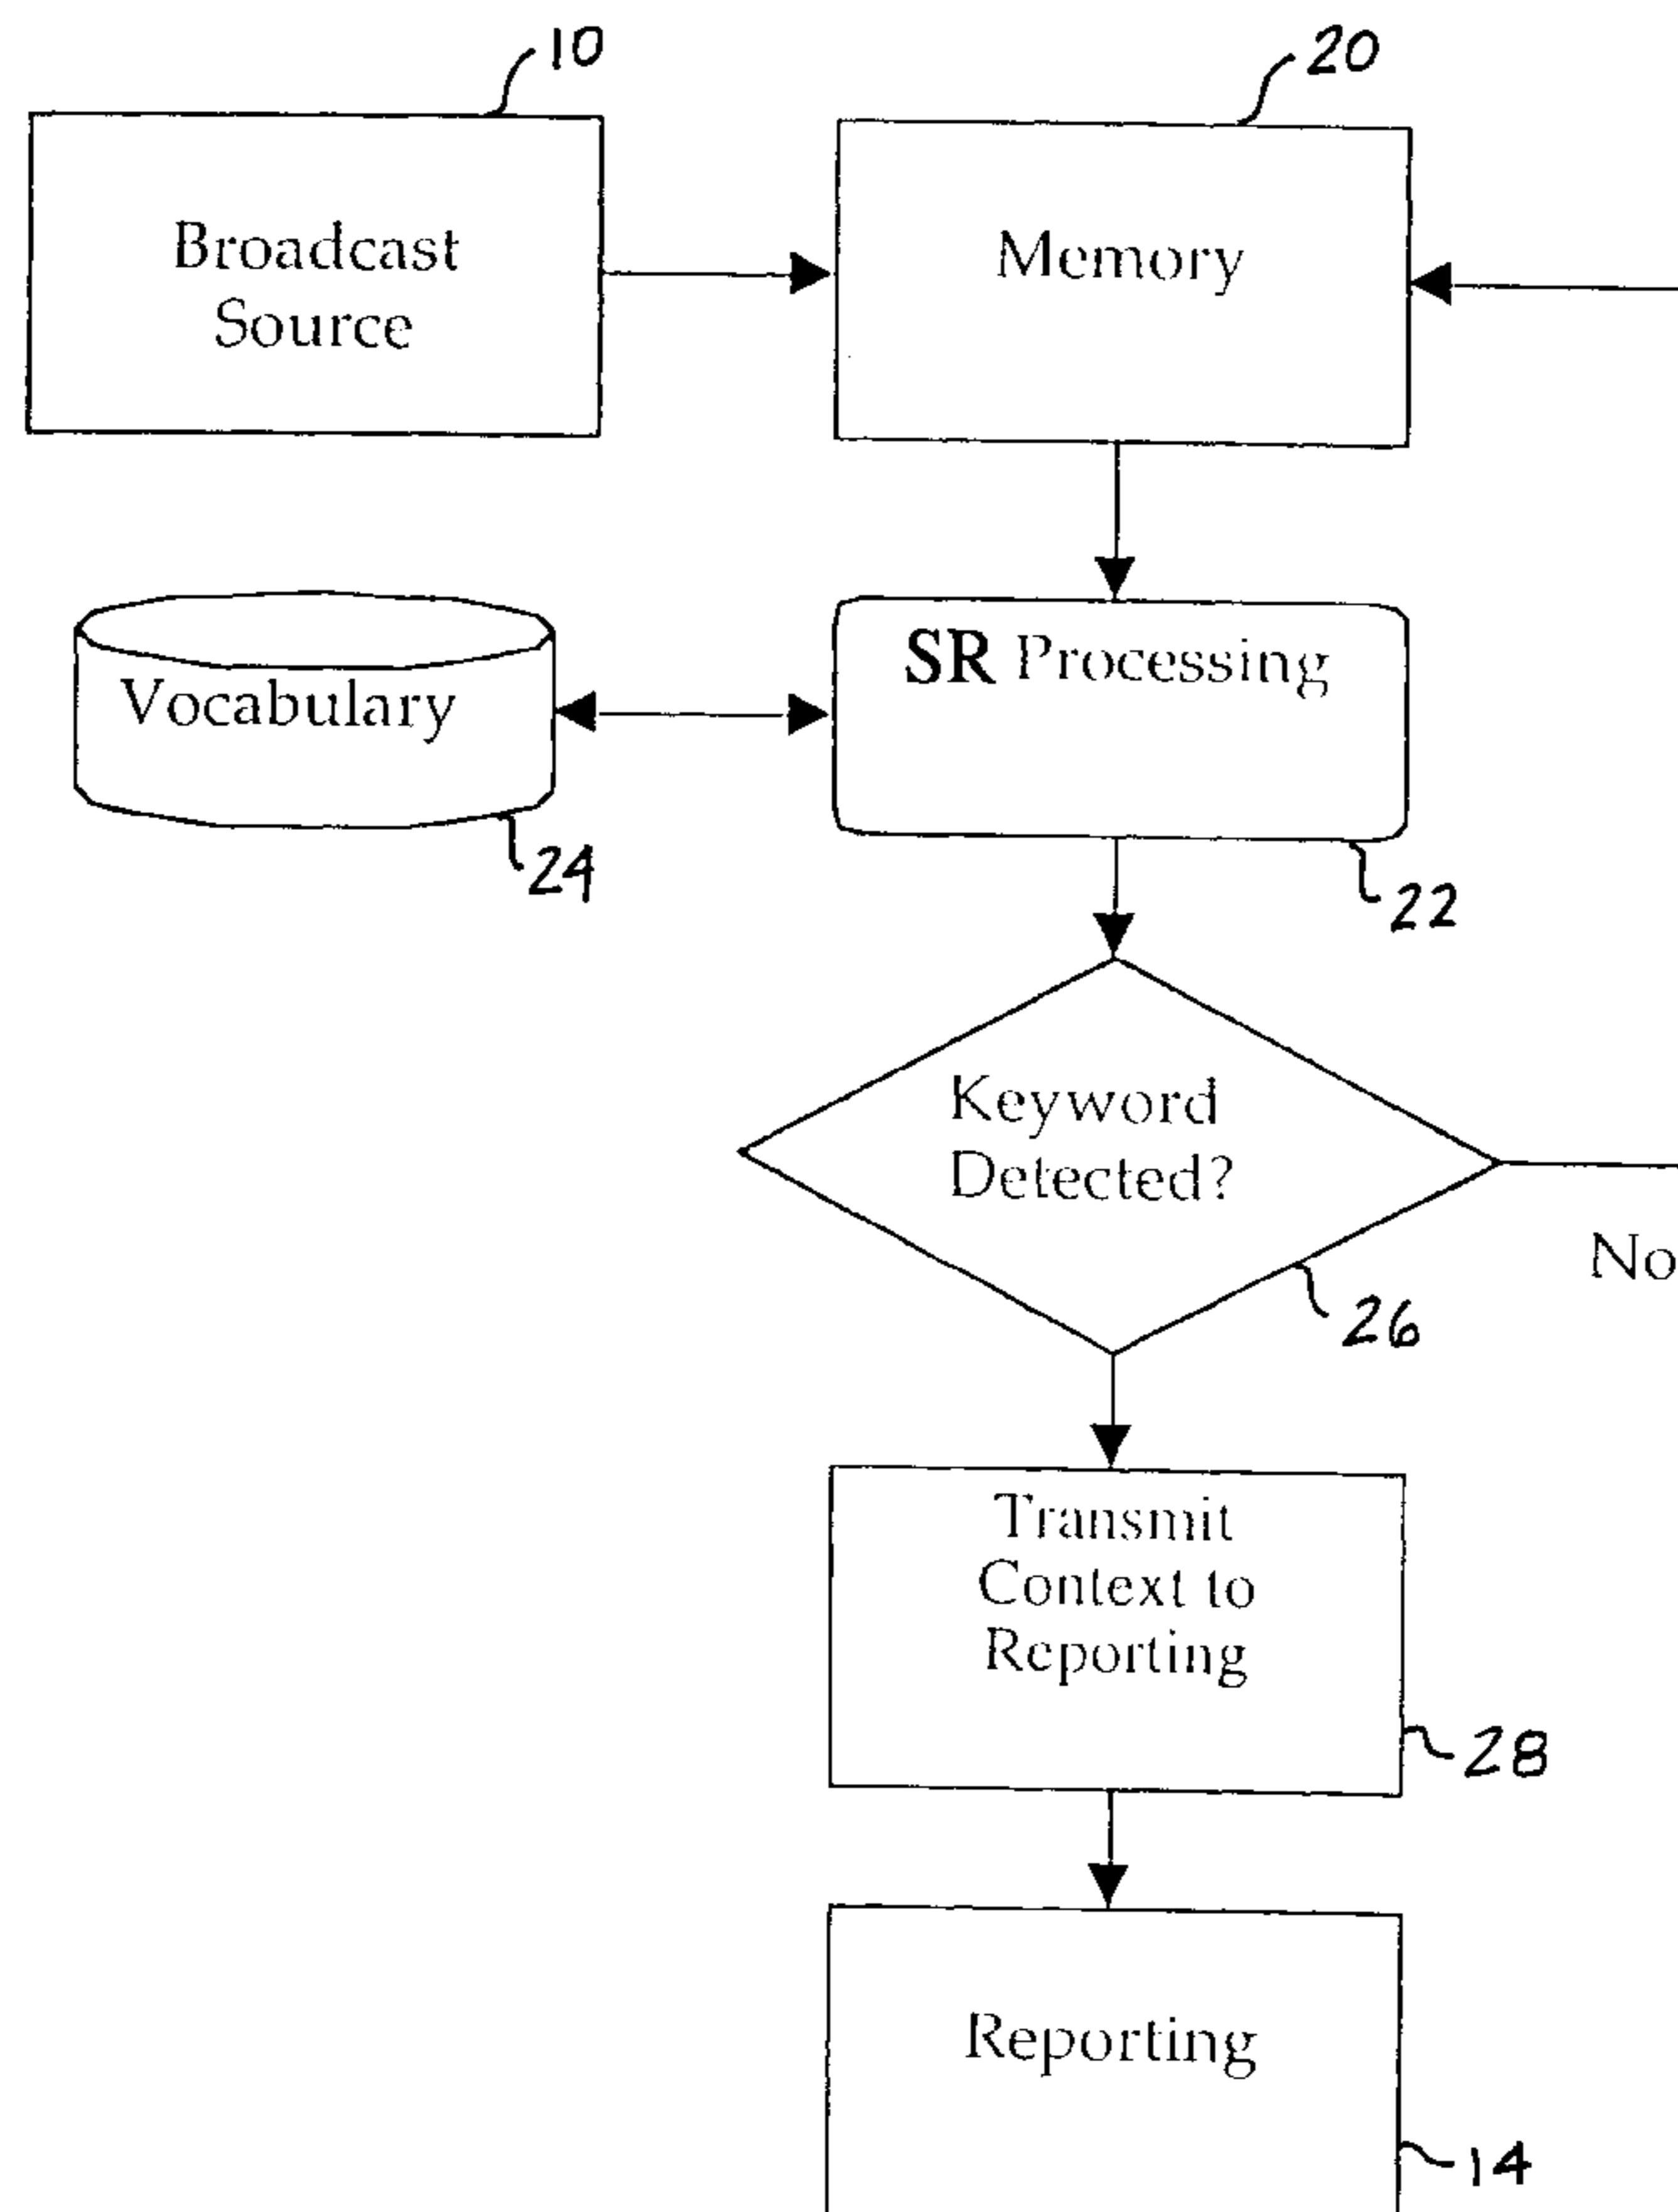 10
20
Broadcast
Source
Memory
SR Processing
Vocabulary
24
22
Keyword
Detected?
No
26
Transmit
Context to
Reporting
28
Reporting
14